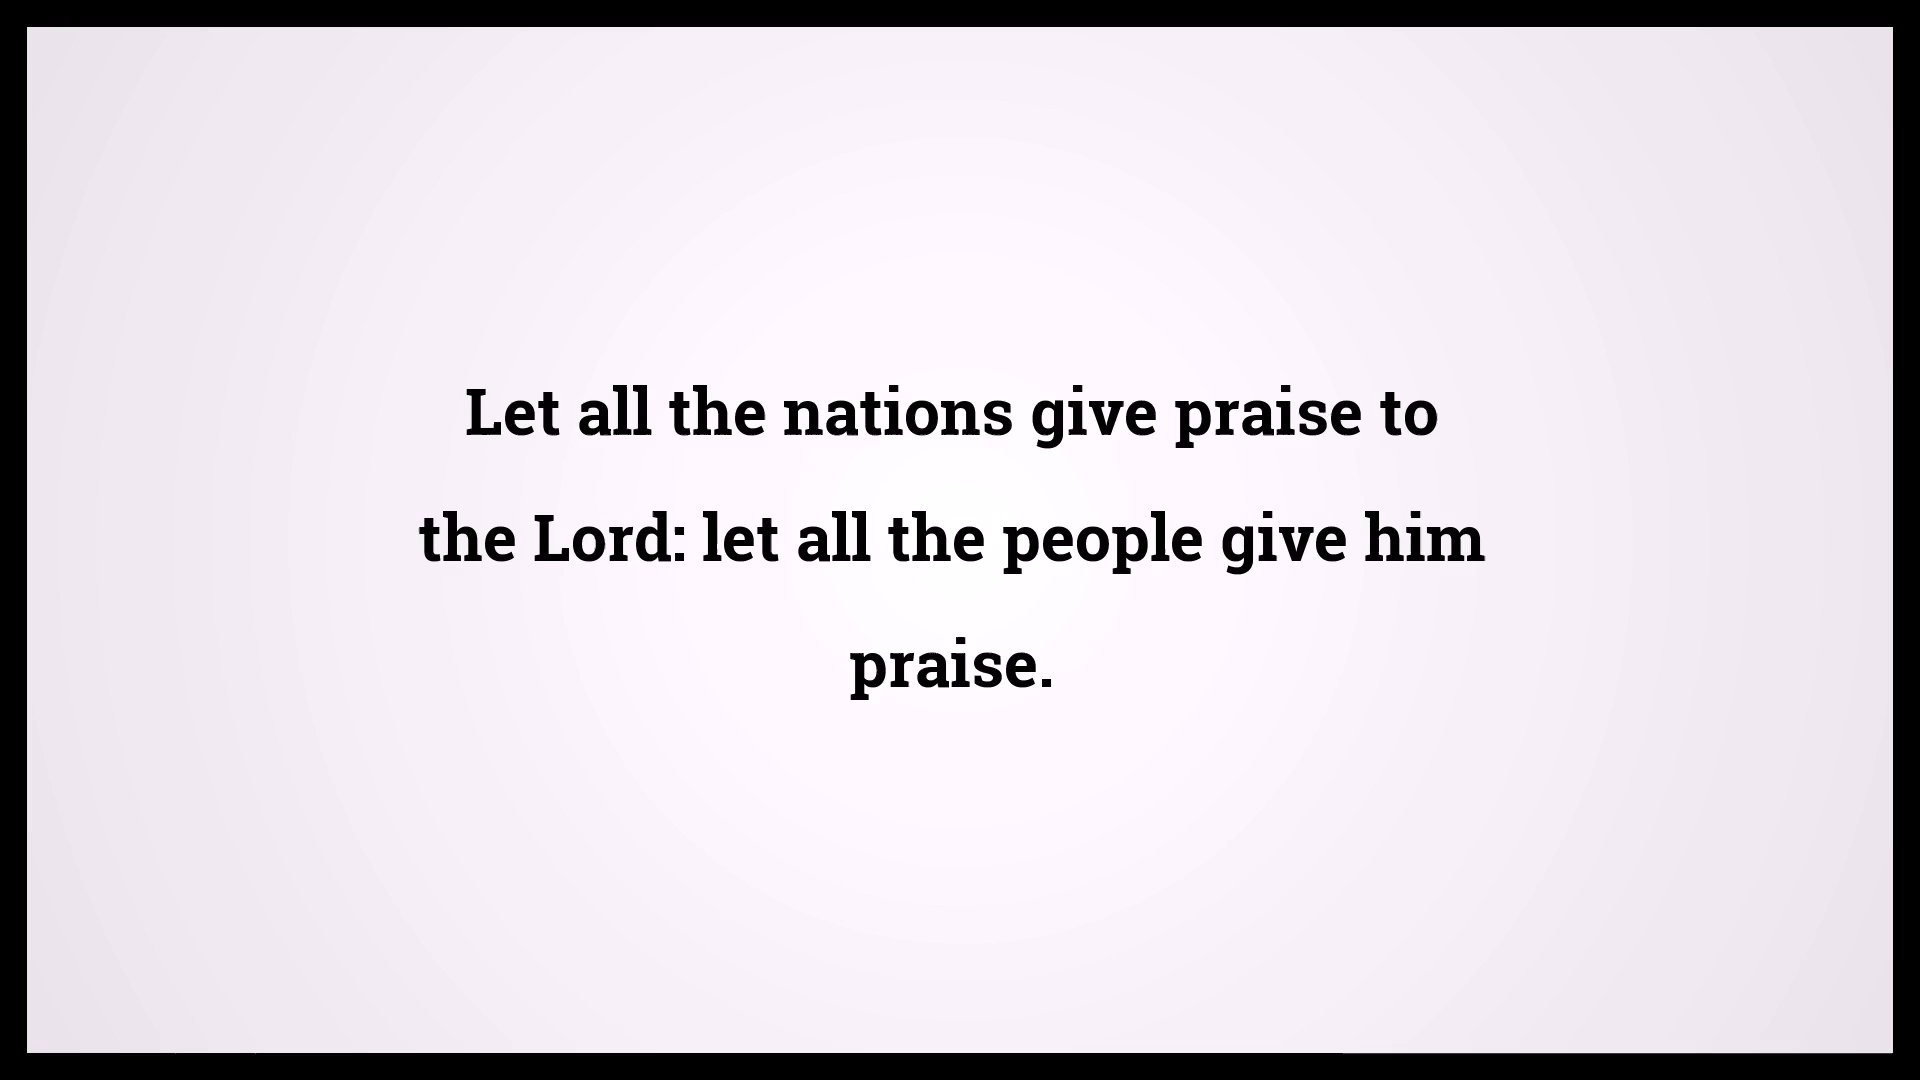 Let all the nations give praise to
the Lord: let all the people give him
praise.